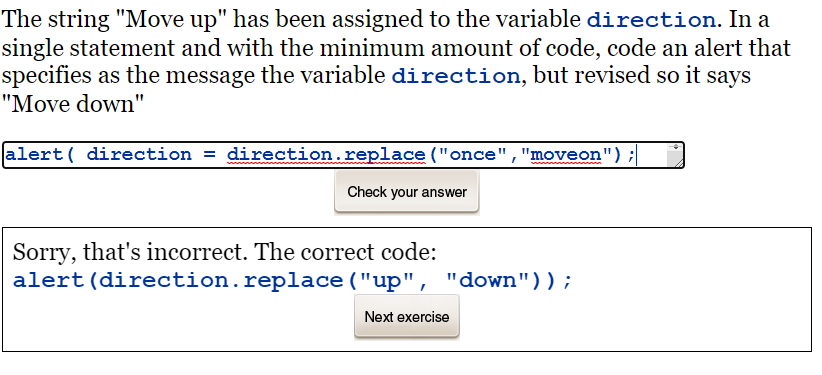 The string "Move up" has been assigned to the variable direction. In a
single statement and with the minimum amount of code, code an alert that
specifies as the message the variable direction, but revised so it says
"Move down"
alert( direction = direction.replace("once","moveon");
Check your answer
Sorry, that's incorrect. The correct code:
alert(direction.replace("up", "down"));
Next exercise